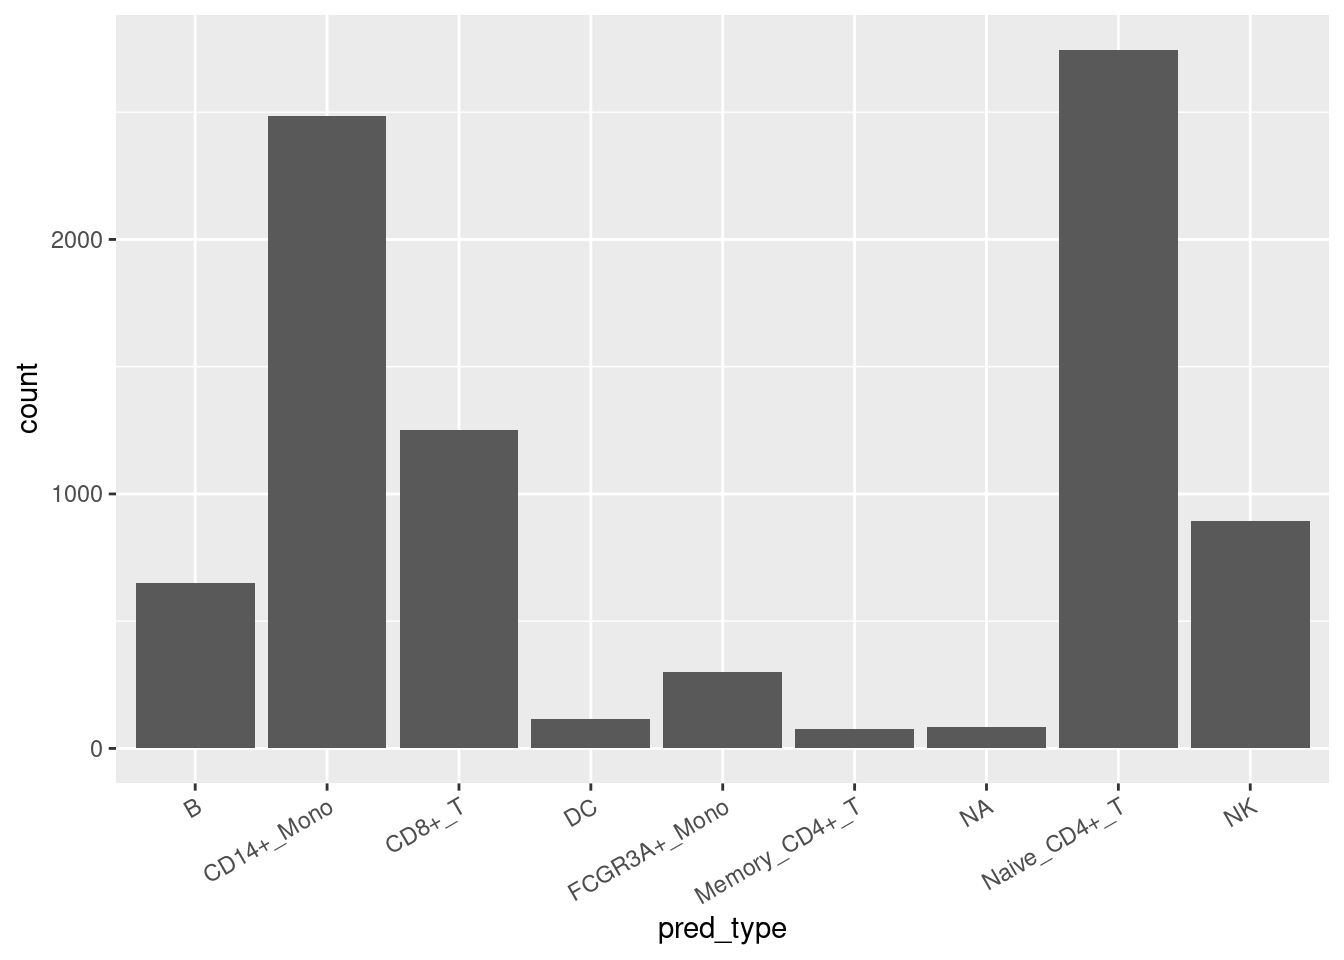 count
2000
1000
0
B
CD14+_Mono
CD8+_T
DC
FCGR3A+_Mono
Memory_CD4+_T
NA
Naive_CD4+_T
NK
pred_type